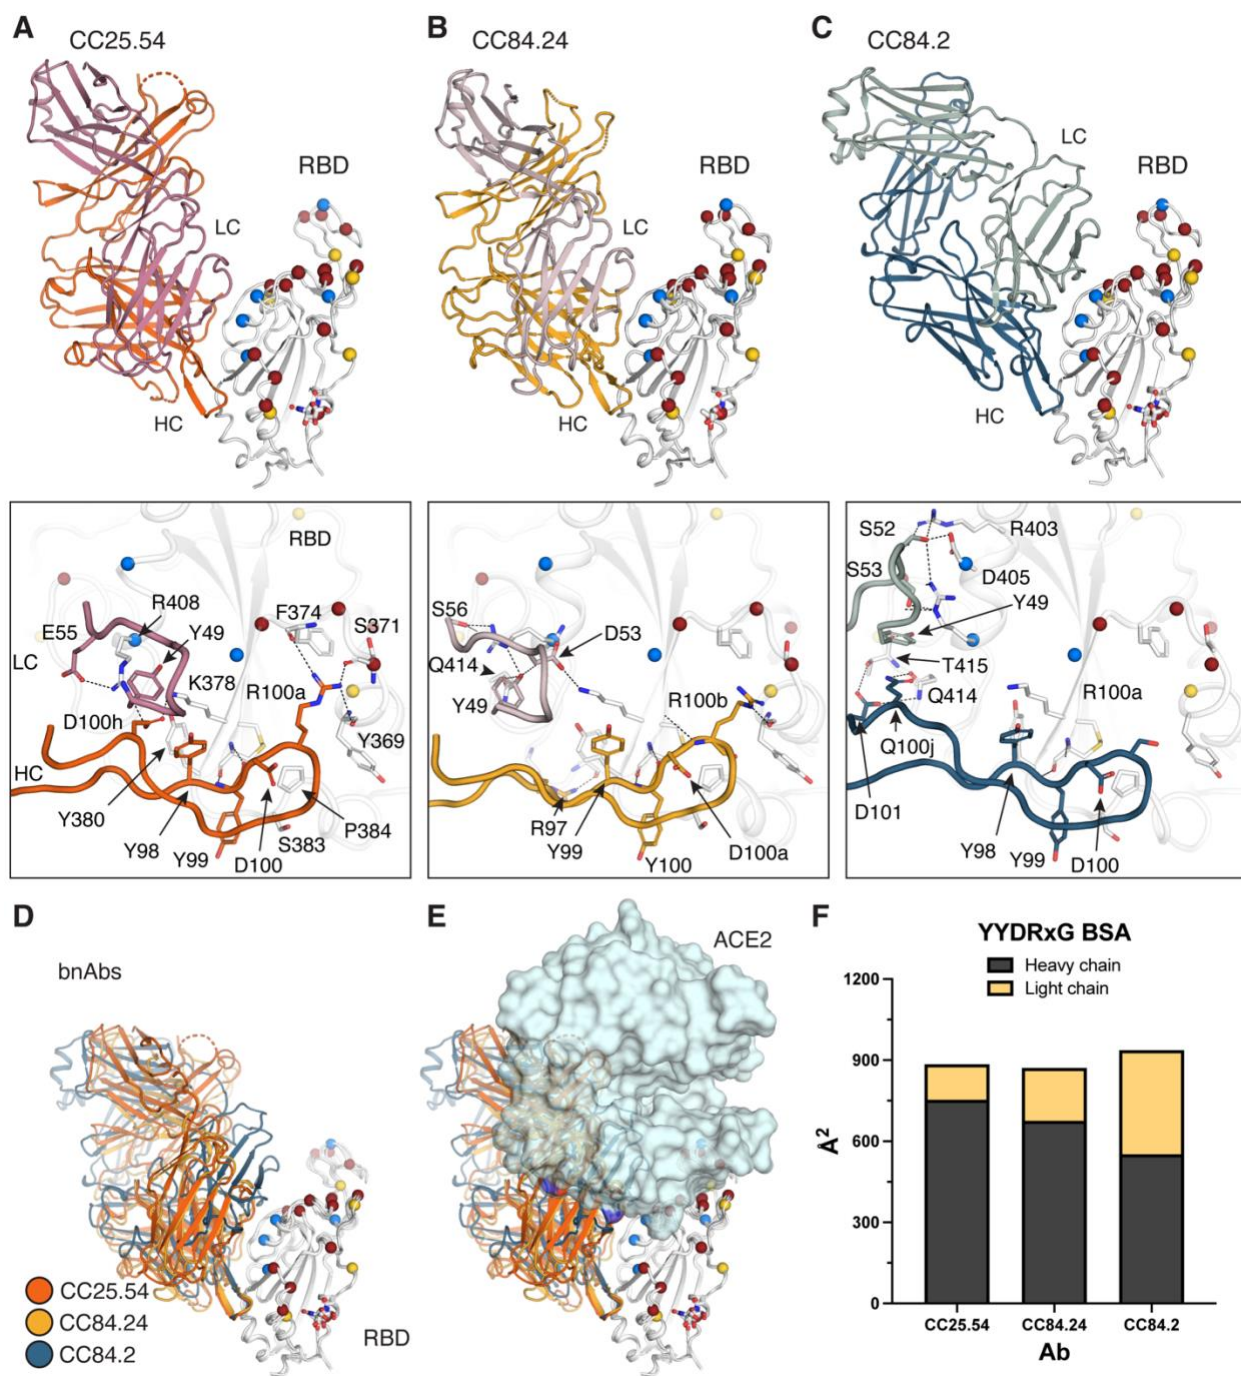 A CC25.54
RBD
LC
HC
B CC84.24
RBD
LC
HC
C CC84.2
LC
RBD
HC
RBD
R408
F374
E55
Y49
S371
LC
K378
R100a
D100h
Y369
HC
Y380
P384
S383
Y98
Y99
D100
S56
D53
Q414
Y49
R100b
R97
Y99
Y100
D100a
S52
R403
S53
D405
Y49
T415
R100a
Q414
Q100j
D101
Y98
Y99
D100
D
bnAbs
RBD
CC25.54
CC84.24
CC84.2
E
ACE2
F
YYDRxG BSA
Heavy chain
Light chain
1200
900
600
300
0
Å2
CC25.54 CC84.24 CC84.2
Ab